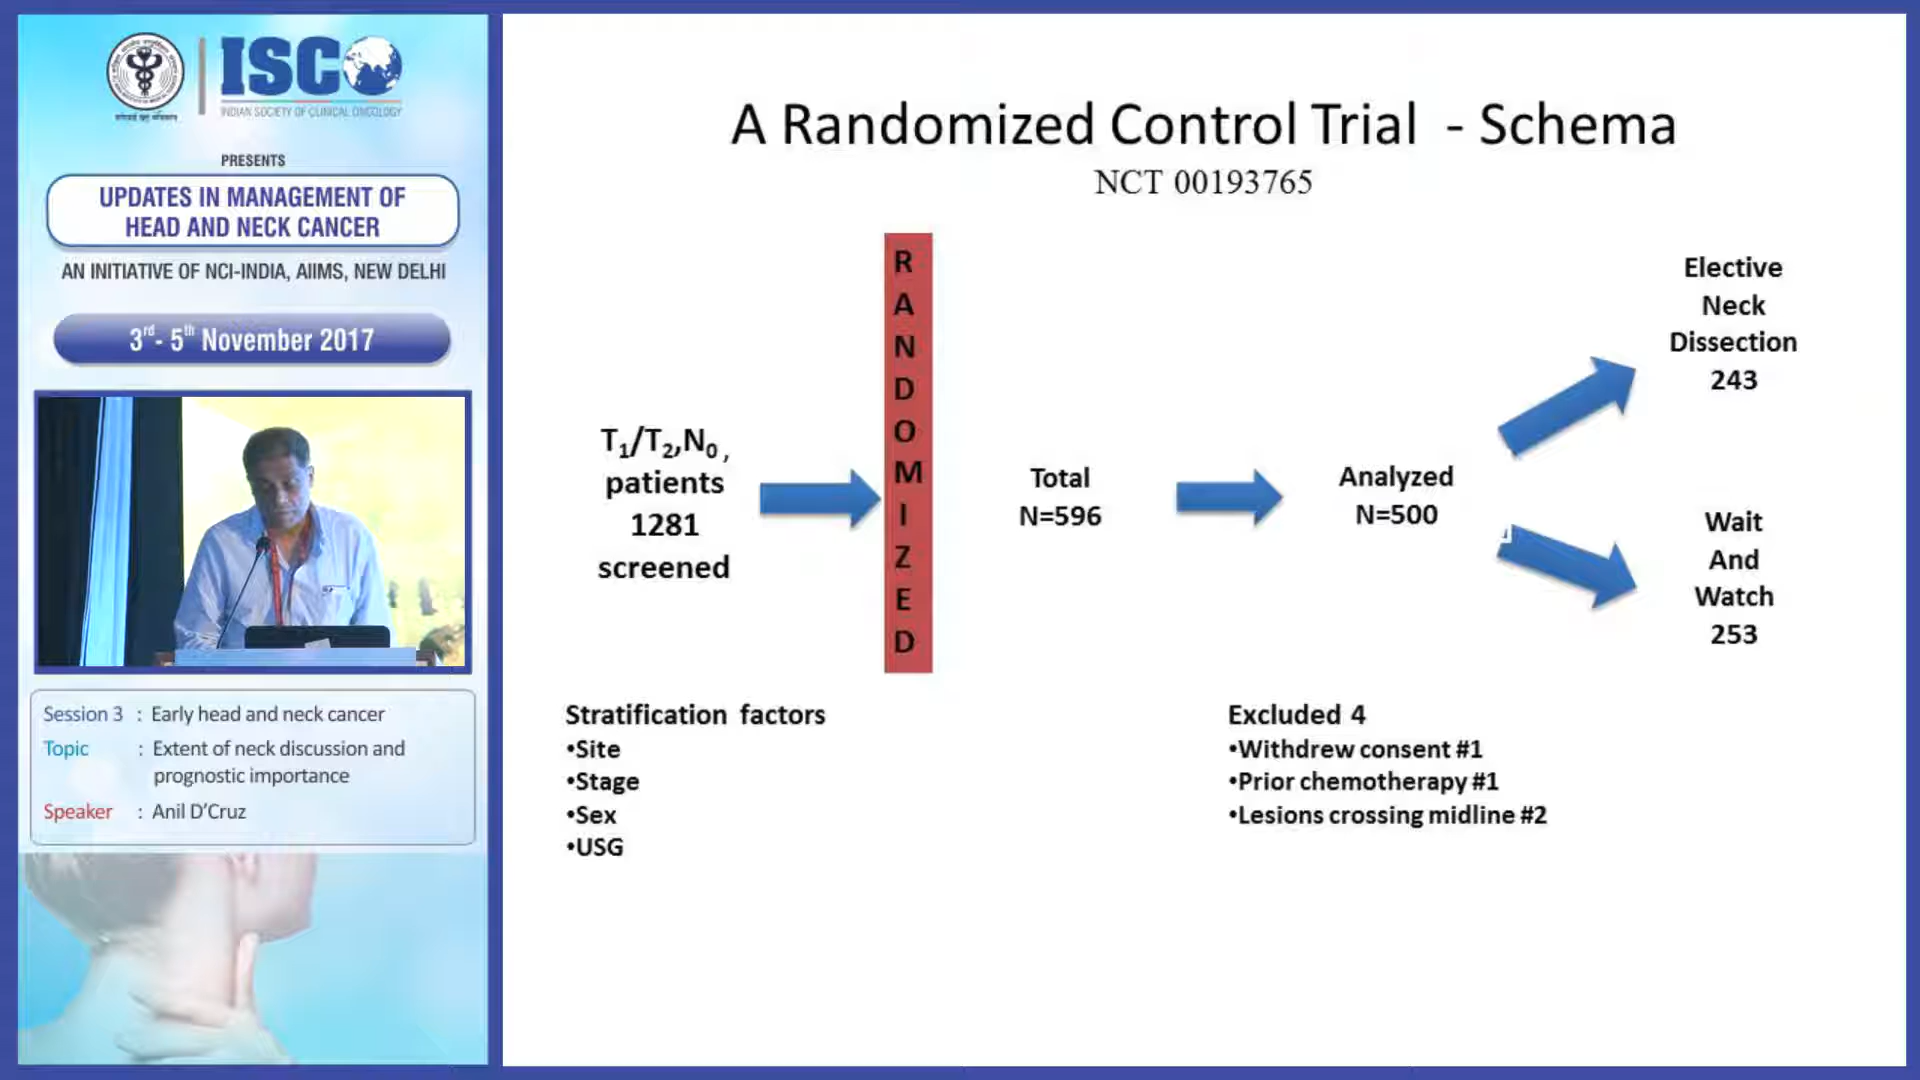 ISCO
INDIAN SOCIETY OF CLINICAL ONCOLOGY
PRESENTS
UPDATES IN MANAGEMENT OF
HEAD AND NECK CANCER
AN INITIATIVE OF NCI-INDIA, AIIMS, NEW DELHI
3rd- 5th November 2017
Session 3 : Early head and neck cancer
Topic : Extent of neck discussion and
prognostic importance
Speaker : Anil D'Cruz
A Randomized Control Trial - Schema
NCT 00193765
T1/T2,N0 ,
patients
1281
screened
R
A
N
D
O
M
I
Z
E
D
Total
N=596
Analyzed
N=500
Elective
Neck
Dissection
243
Wait
And
Watch
253
Stratification factors
•Site
•Stage
•Sex
•USG
Excluded 4
•Withdrew consent #1
•Prior chemotherapy #1
•Lesions crossing midline #2